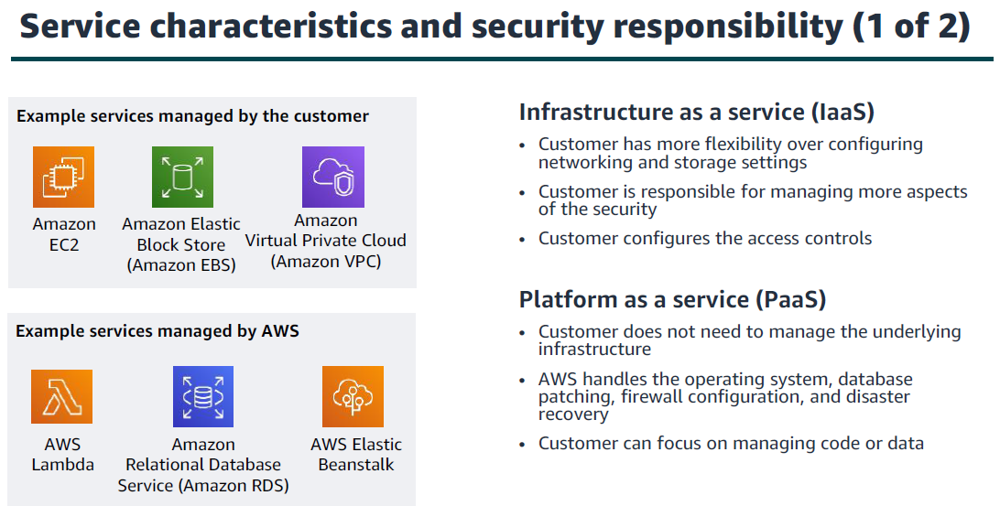 Service characteristics and security responsibility (1 of 2)
Example services managed by the customer
Amazon
EC2
Amazon Elastic
Block Store
(Amazon EBS)
Amazon
Virtual Private Cloud
(Amazon VPC)
Example services managed by AWS
AWS
Lambda
Amazon
Relational Database
Service (Amazon RDS)
AWS Elastic
Beanstalk
Infrastructure as a service (IaaS)
• Customer has more flexibility over configuring
networking and storage settings
• Customer is responsible for managing more aspects
of the security
• Customer configures the access controls
Platform as a service (PaaS)
• Customer does not need to manage the underlying
infrastructure
• AWS handles the operating system, database
patching, firewall configuration, and disaster
recovery
• Customer can focus on managing code or data